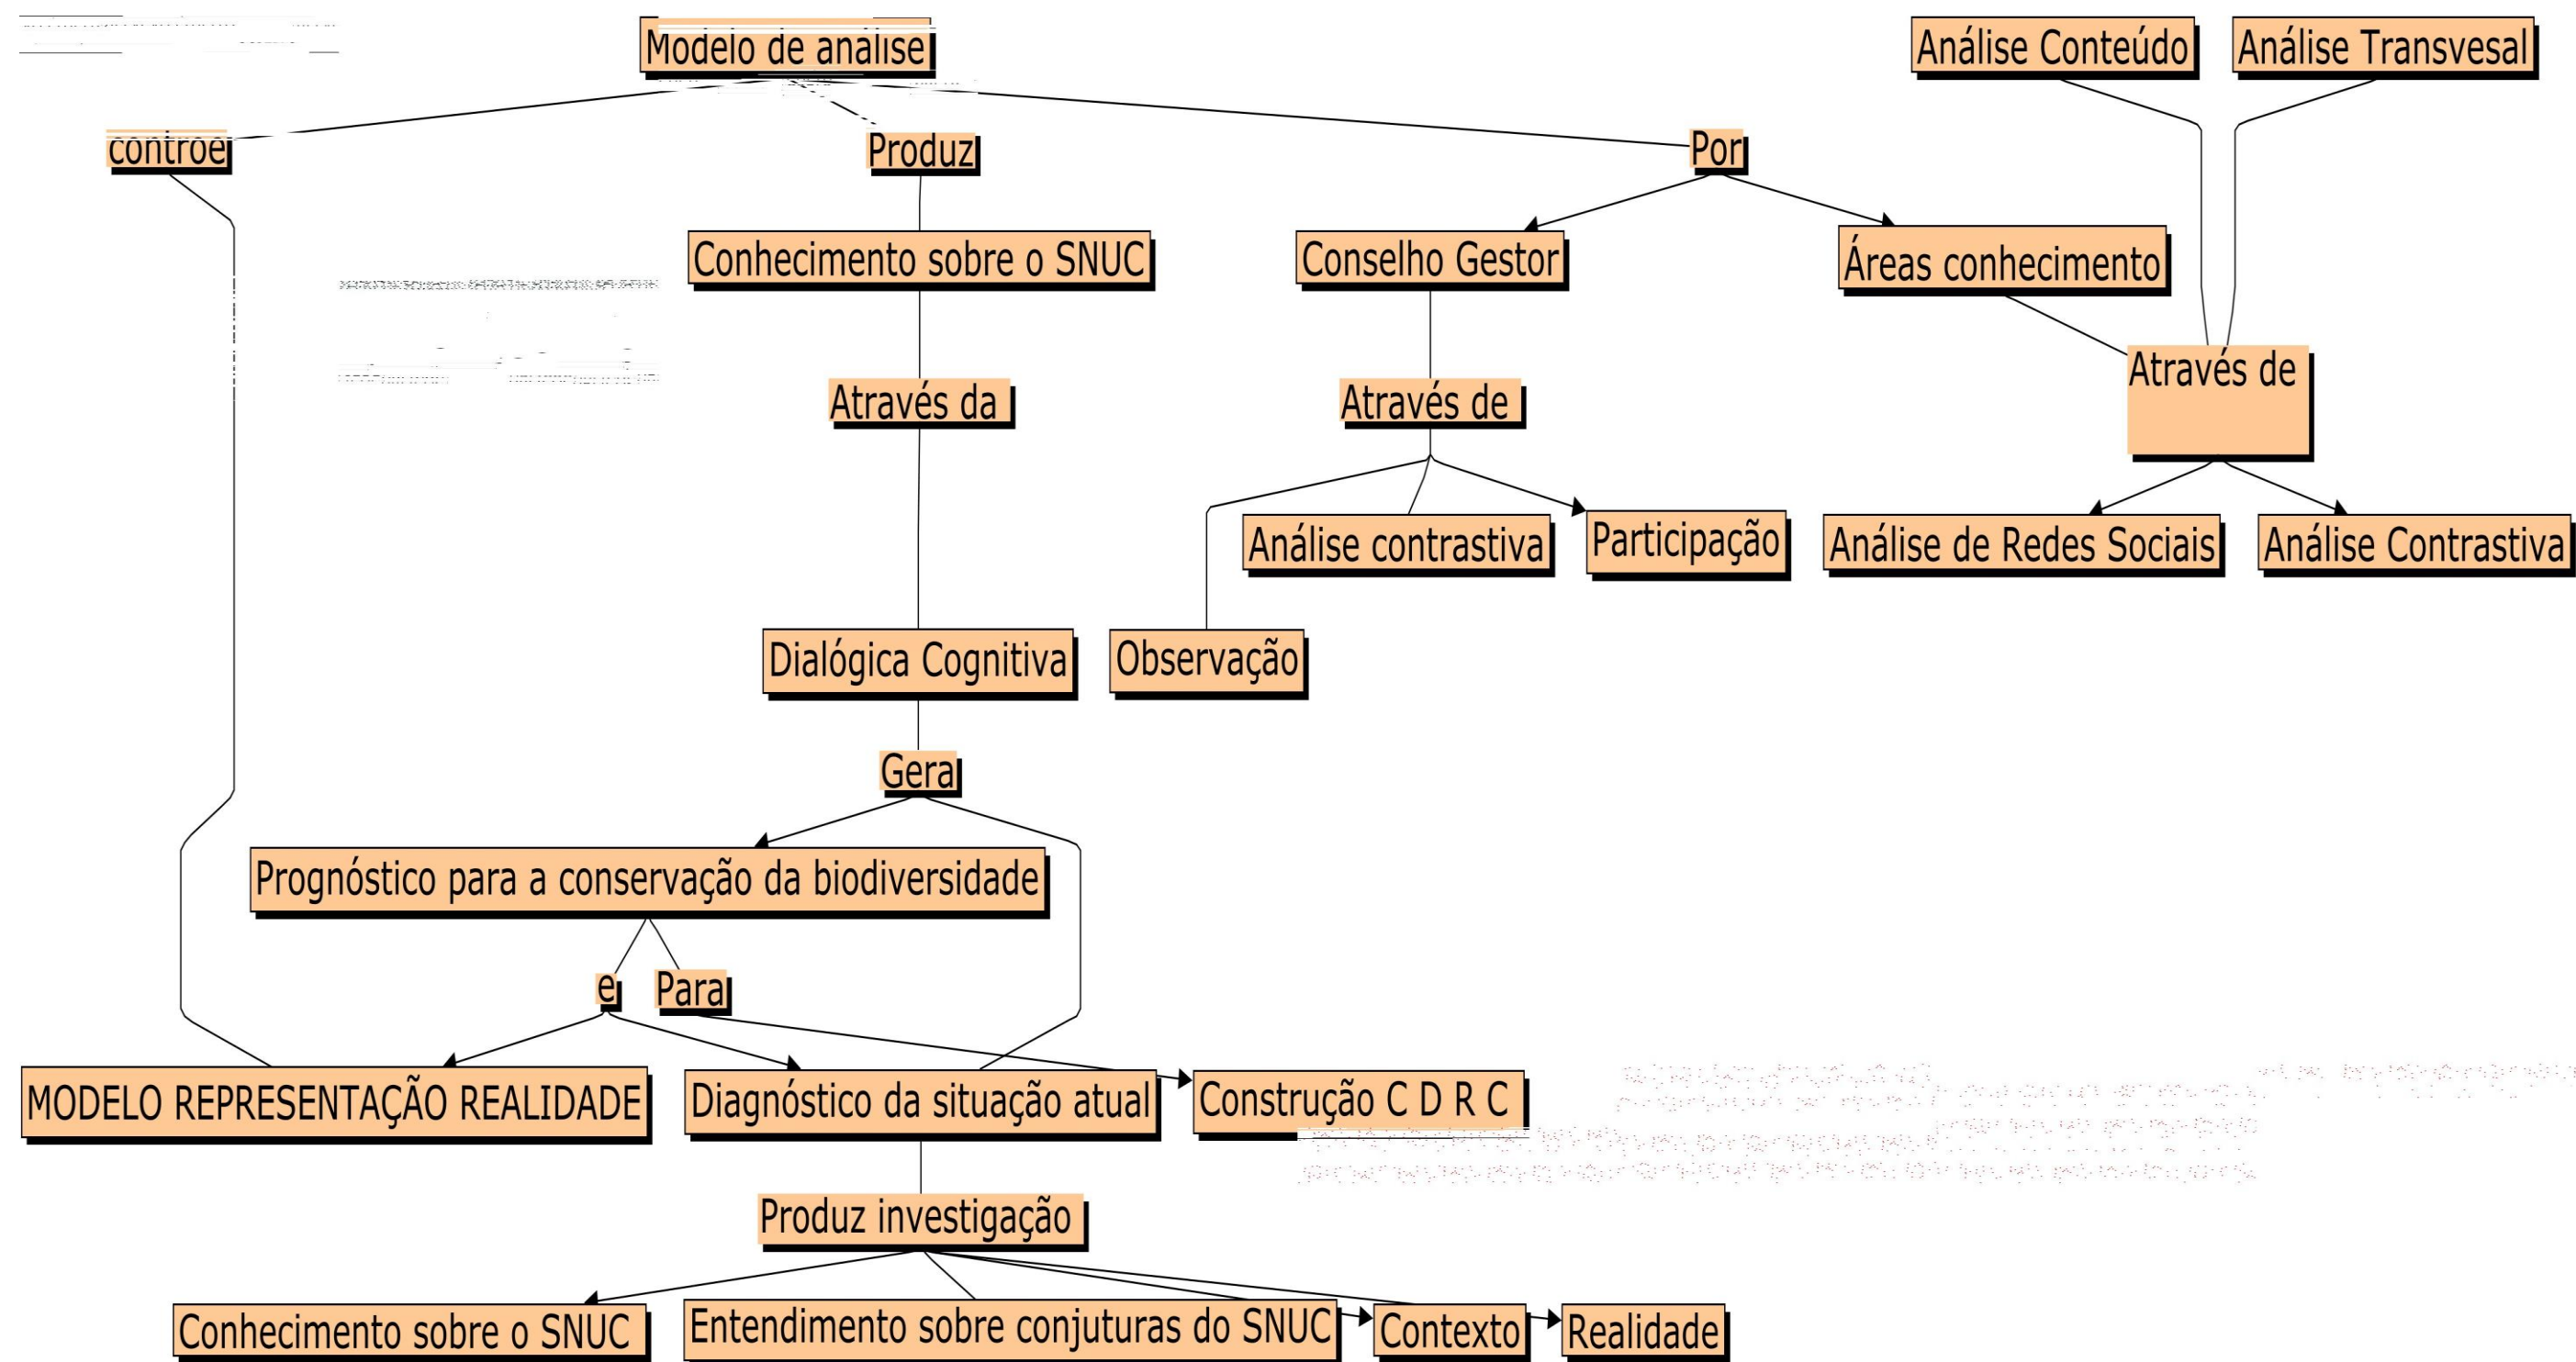 Modelo de análise
Análise Conteúdo
Análise Transvesal
controe
Produz
Por
Conhecimento sobre o SNUC
Conselho Gestor
Áreas conhecimento
Através da
Através de
Através de
Análise contrastiva
Participação
Análise de Redes Sociais
Análise Contrastiva
Dialógica Cognitiva
Observação
Gera
Prognóstico para a conservação da biodiversidade
e
Para
MODELO REPRESENTAÇÃO REALIDADE
Diagnóstico da situação atual
Construção C D R C
Produz investigação
Conhecimento sobre o SNUC
Entendimento sobre conjuturas do SNUC
Contexto
Realidade